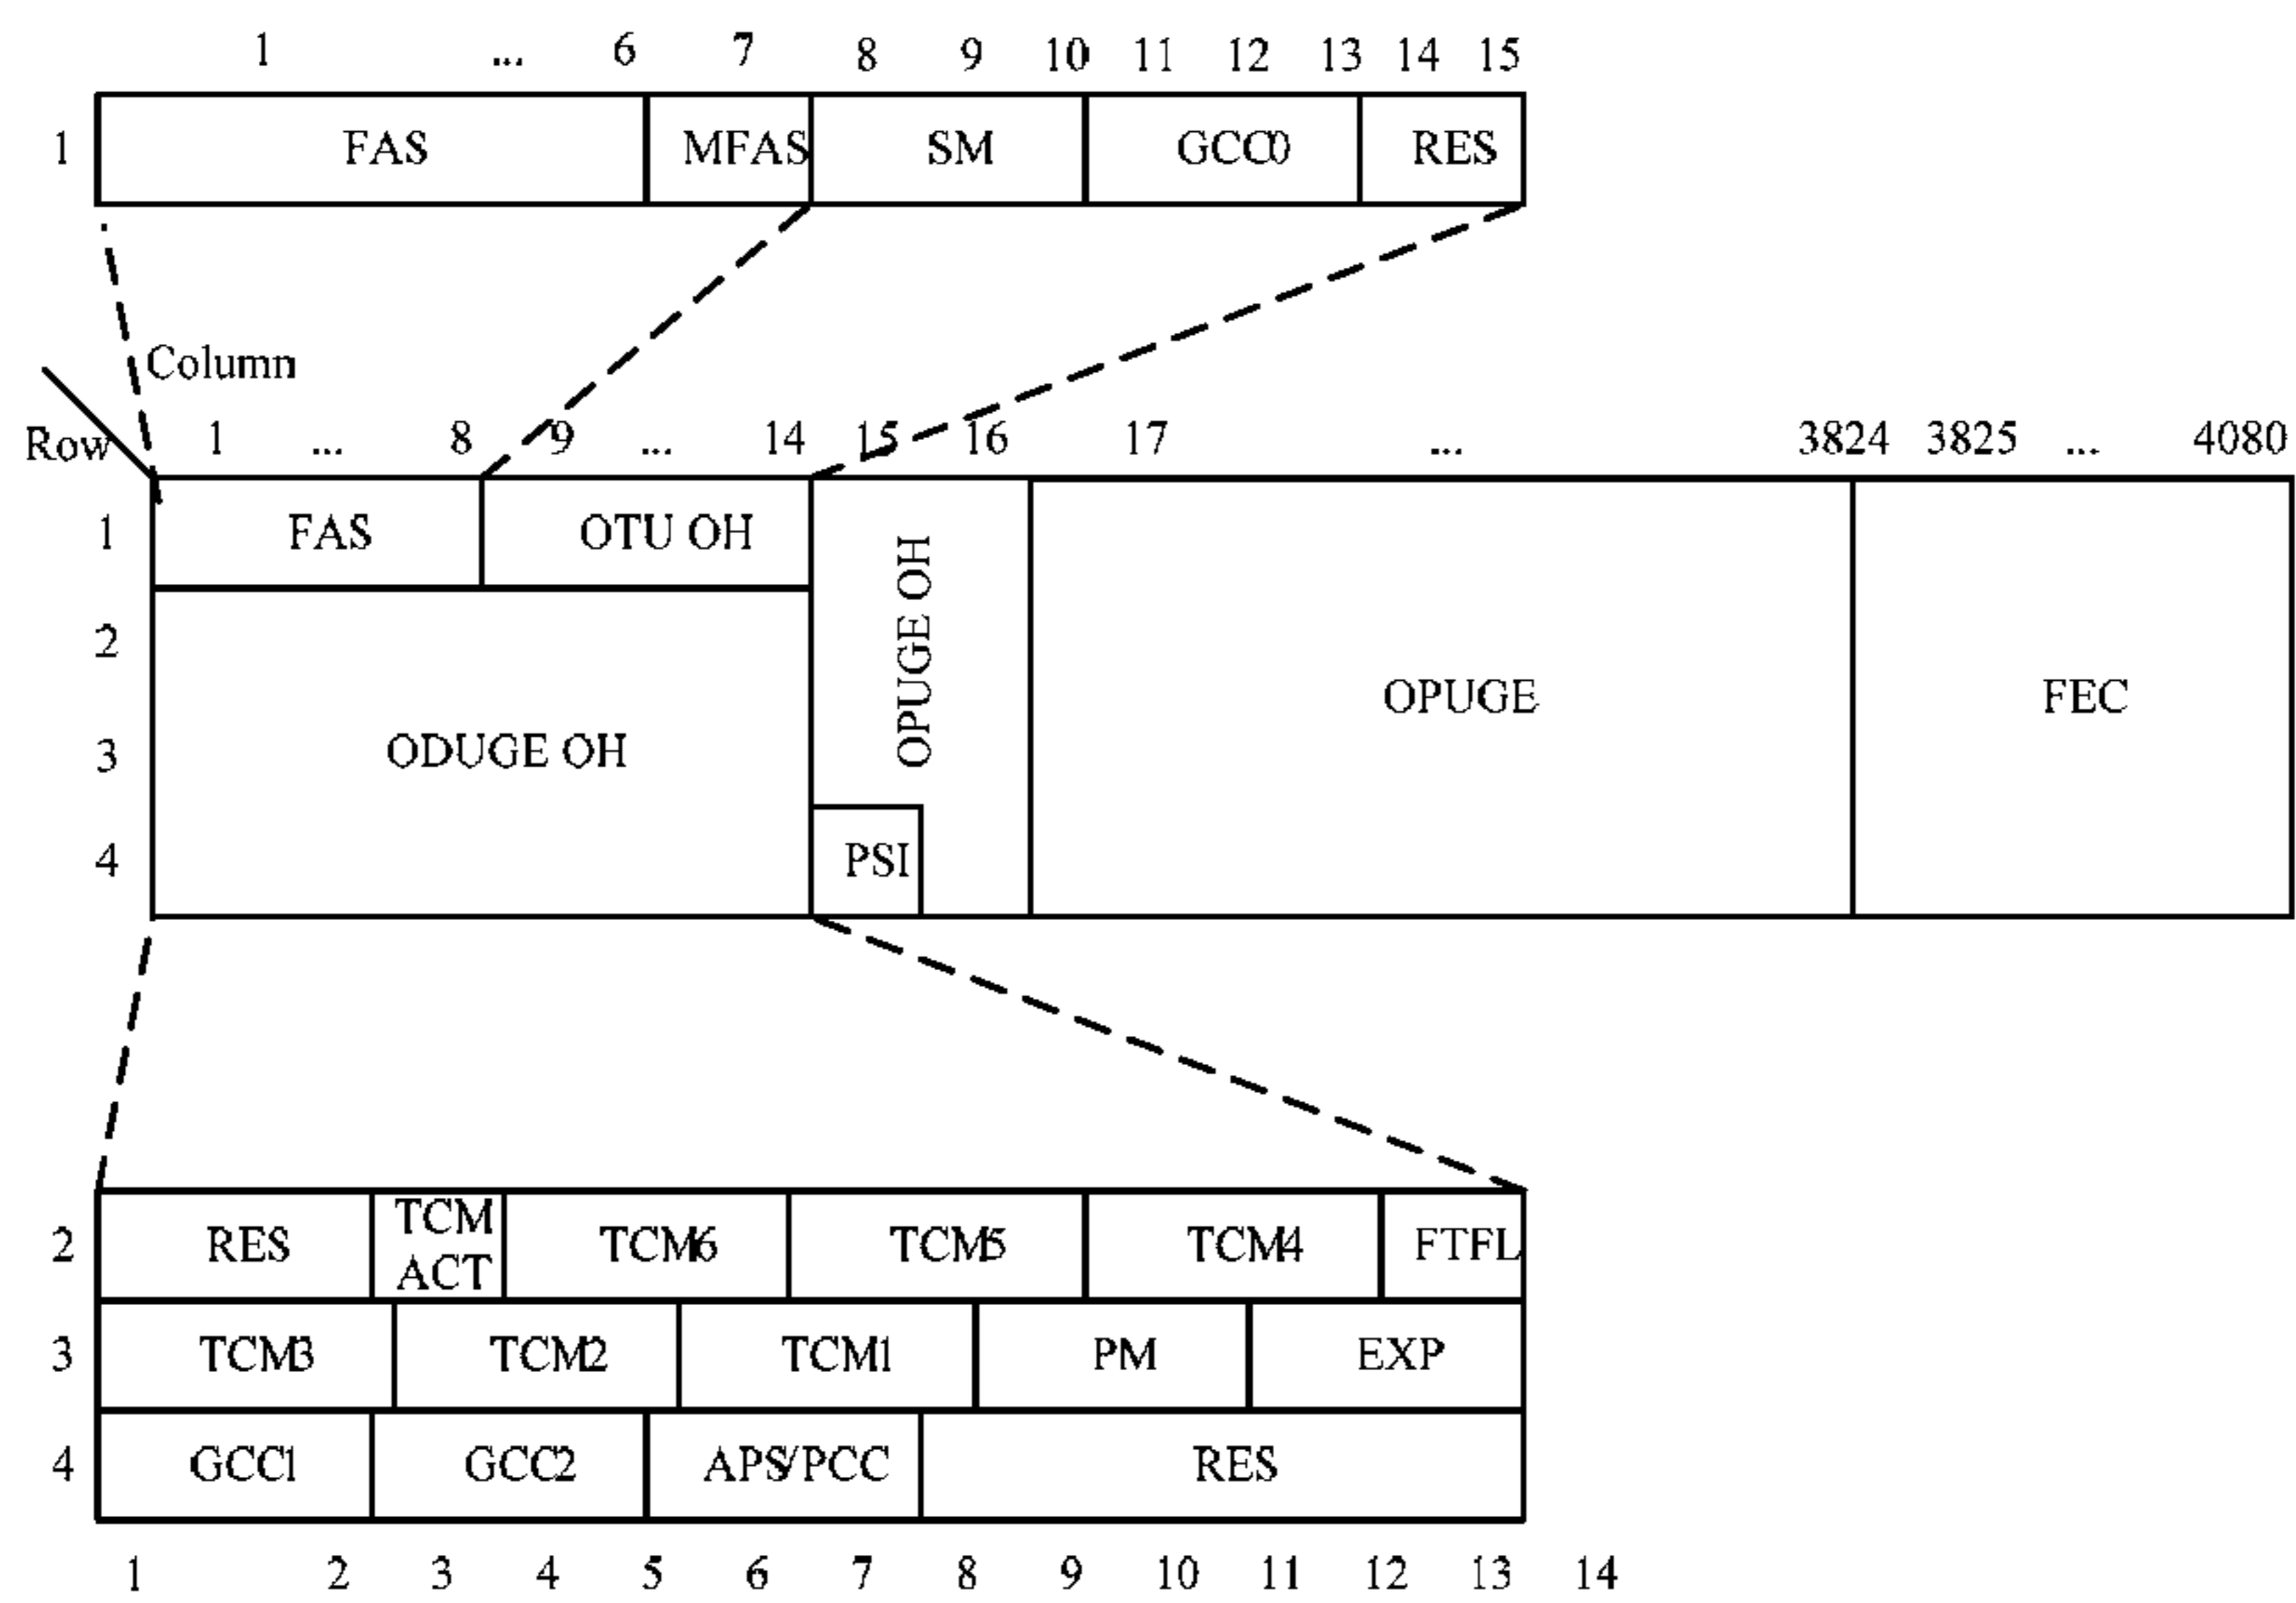 1 ... 6 7 8 9 10 11 12 13 14 15
1 FAS MFAS SM GCC0 RES
Column
Row 1 ... 8 9 ... 14 15 16 17 ... 3824 3825 ... 4080
1 FAS OTU OH
OPUGE OH
2
OPUGE FEC
3 ODUGE OH
4 PSI
2 RES TCM ACT TCM6 TCM5 TCM4 FTFL
3 TCM3 TCM2 TCM1 PM EXP
4 GCC1 GCC2 APS/PCC RES
1 2 3 4 5 6 7 8 9 10 11 12 13 14